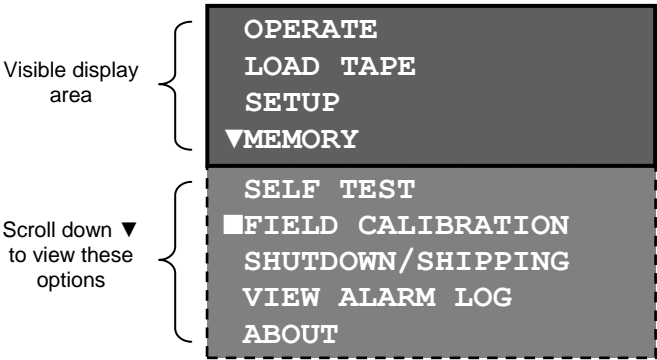 Visible display
area
OPERATE
LOAD TAPE
SETUP
▼MEMORY
Scroll down ▼
to view these
options
SELF TEST
■FIELD CALIBRATION
SHUTDOWN/SHIPPING
VIEW ALARM LOG
ABOUT